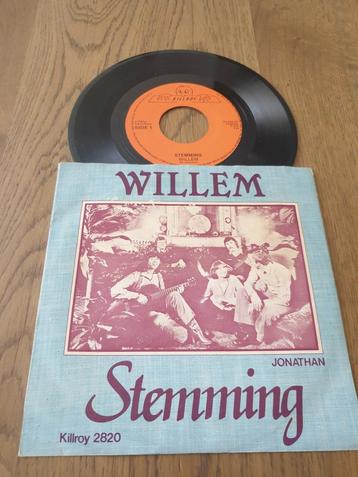 KILLROY
SIDE 1
STEMMING
WILLEM
WILLEM
JONATHAN
Stemming
Killroy 2820